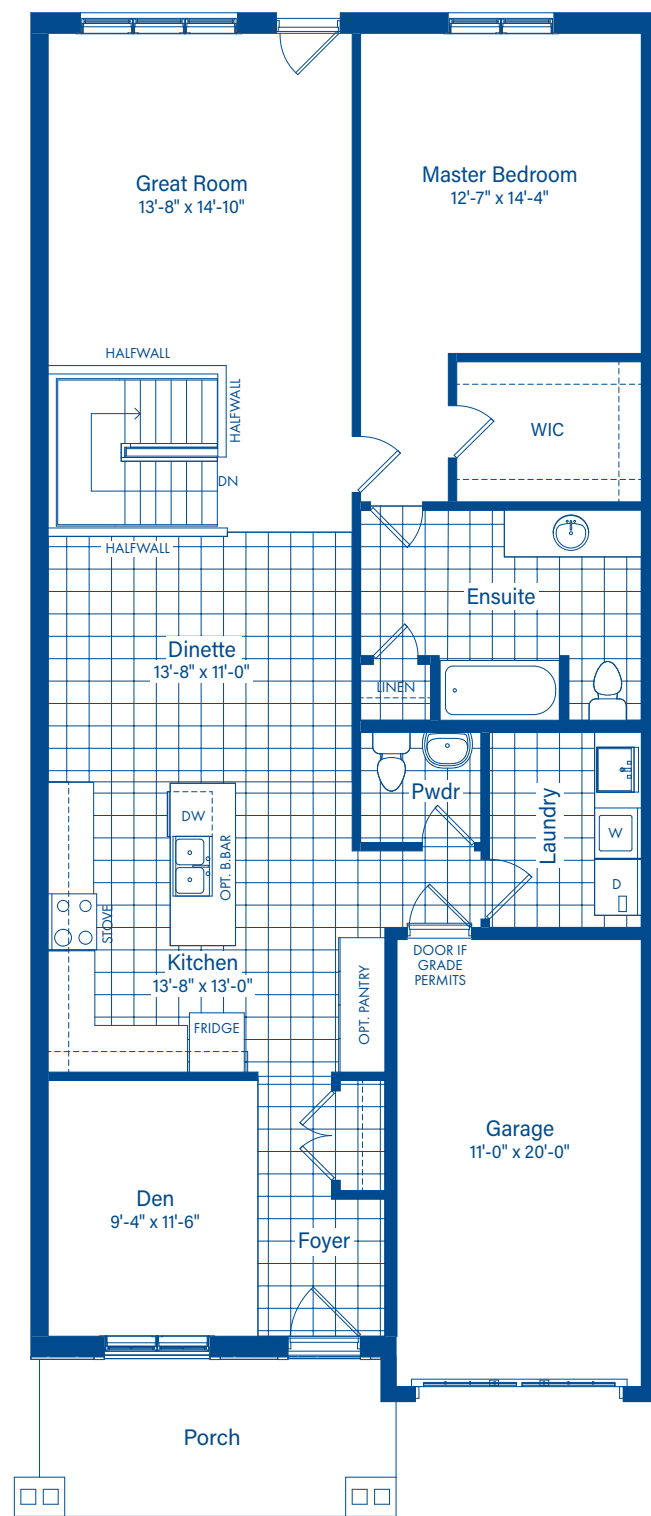 Great Room
13'-8" x 14'-10"
Master Bedroom
12'-7" x 14'-4"
HALFWALL
HALFWALL
DN
HALFWALL
WIC
Ensuite
LINEN
Dinette
13'-8" x 11'-0"
Pwdr
Laundry
W
D
DW
OPT. B.BAR
STOVE
Kitchen
13'-8" x 13'-0"
FRIDGE
OPT. PANTRY
DOOR IF
GRADE
PERMITS
Garage
11'-0" x 20'-0"
Den
9'-4" x 11'-6"
Foyer
Porch